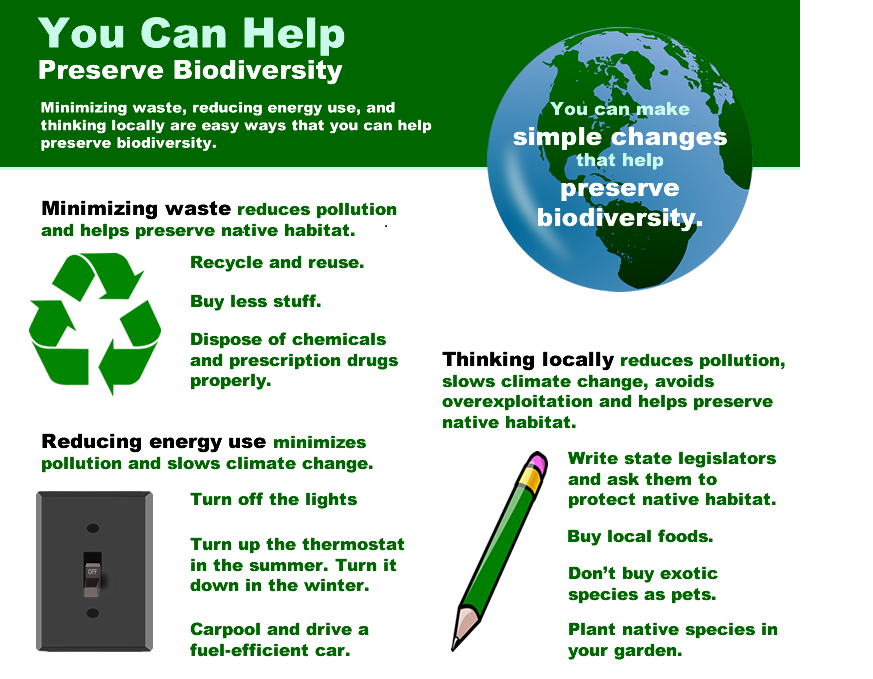 You Can Help
Preserve Biodiversity
Minimizing waste, reducing energy use, and
thinking locally are easy ways that you can help
preserve biodiversity.
You can make
simple changes
that help
preserve
biodiversity.
Minimizing waste reduces pollution
and helps preserve native habitat.
Recycle and reuse.
Buy less stuff.
Dispose of chemicals
and prescription drugs
properly.
Reducing energy use minimizes
pollution and slows climate change.
OFF
Turn off the lights
Turn up the thermostat
in the summer. Turn it
down in the winter.
Carpool and drive a
fuel-efficient car.
Thinking locally reduces pollution,
slows climate change, avoids
overexploitation and helps preserve
native habitat.
Write state legislators
and ask them to
protect native habitat.
Buy local foods.
Don’t buy exotic
species as pets.
Plant native species in
your garden.